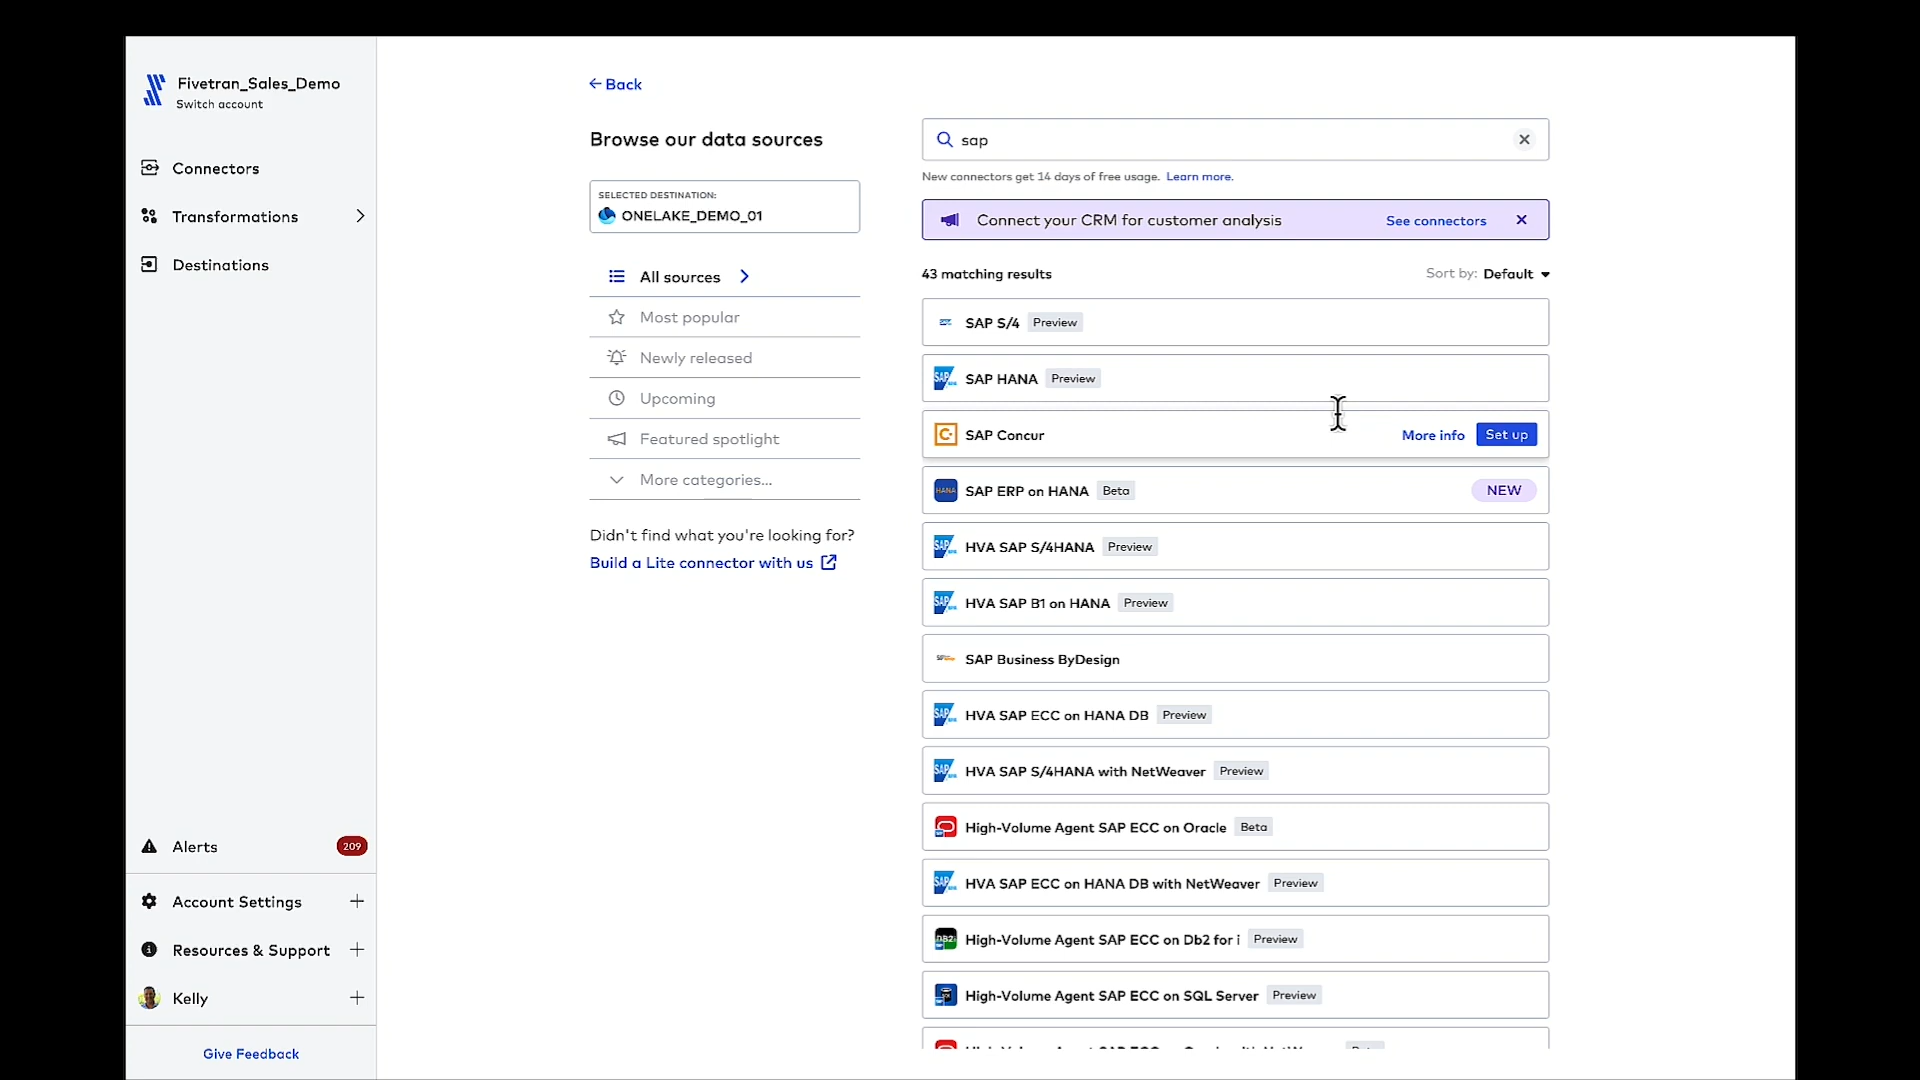 Fivetran_Sales_Demo
Switch account
Connectors
Transformations
Destinations
Alerts
209
Account Settings
Resources & Support
Kelly
Give Feedback
Back
Browse our data sources
SELECTED DESTINATION:
ONELAKE_DEMO_01
All sources
Most popular
Newly released
Upcoming
Featured spotlight
More categories...
Didn't find what you're looking for?
Build a Lite connector with us
sap
New connectors get 14 days of free usage. Learn more.
Connect your CRM for customer analysis See connectors
43 matching results Sort by: Default
SAP S/4 Preview
SAP HANA Preview
SAP Concur More info Set up
SAP ERP on HANA Beta NEW
HVA SAP S/4HANA Preview
HVA SAP B1 on HANA Preview
SAP Business ByDesign
HVA SAP ECC on HANA DB Preview
HVA SAP S/4HANA with NetWeaver Preview
High-Volume Agent SAP ECC on Oracle Beta
HVA SAP ECC on HANA DB with NetWeaver Preview
High-Volume Agent SAP ECC on Db2 for i Preview
High-Volume Agent SAP ECC on SQL Server Preview